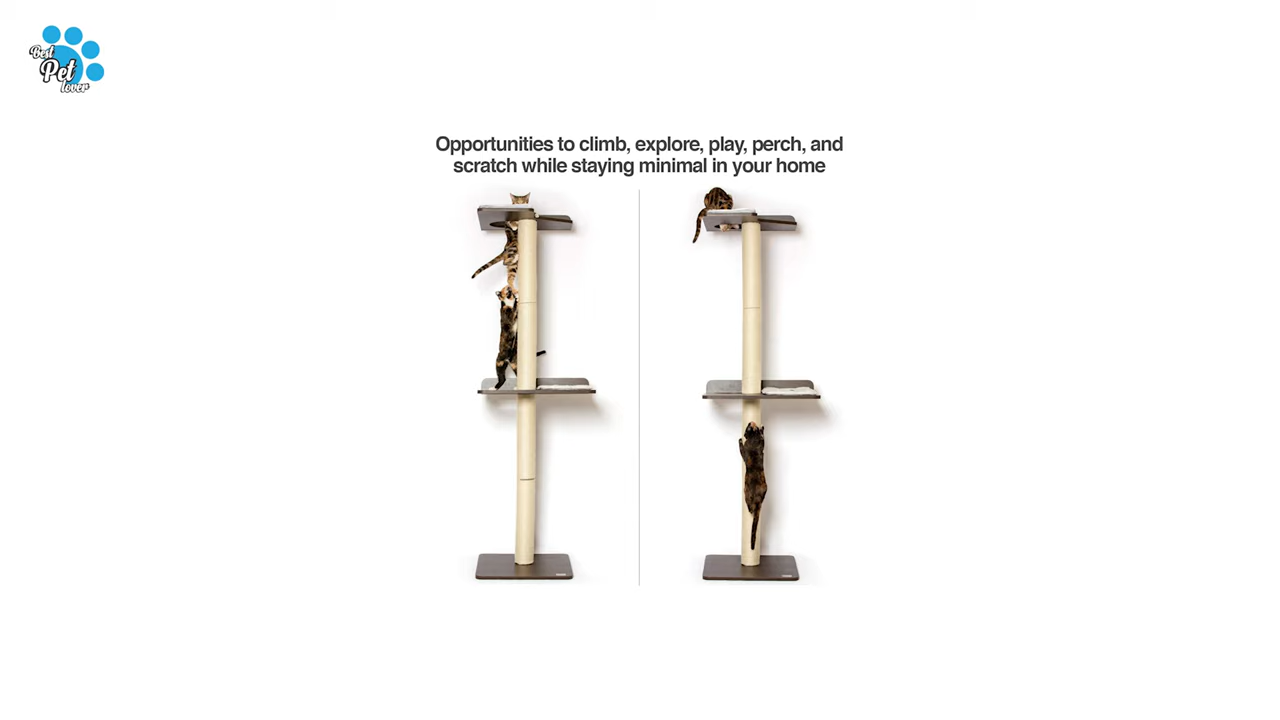 Best
Pet
lover
Opportunities to climb, explore, play, perch, and
scratch while staying minimal in your home